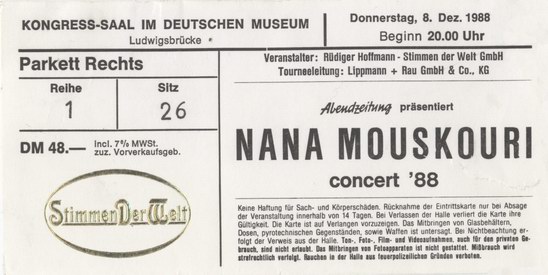 KONGRESS-SAAL IM DEUTSCHEN MUSEUM
Ludwigsbrücke *
Donnerstag, 8. Dez. 1988
Beginn 20.00 Uhr
Parkett Rechts
Reihe
Sitz
1
26
DM 48.—
Incl. 7% MWSt.
zuz. Vorverkaufsgeb.
Stimmen Der Welt
Veranstalter: Rüdiger Hoffmann - Stimmen der Welt GmbH
Tourneeleitung: Lippmann + Rau GmbH & Co., KG
Abendzeitung präsentiert
NANA MOUSKOURI
concert '88
Keine Haftung für Sach- und Körperschäden. Rücknahme der Eintrittskarte nur bei Absage
der Veranstaltung innerhalb von 14 Tagen. Bei Verlassen der Halle verliert die Karte ihre
Gültigkeit. Die Karte ist auf Verlangen vorzuzeigen. Das Mitbringen von Glasbehältern,
Dosen, pyrotechnischen Gegenständen, sowie Waffen ist untersagt. Bei Nichtbeachtung er-
folgt der Verweis aus der Halle. Ton-, Foto-, Film- und Videoaufnahmen, auch für den privaten Ge-
brauch, sind nicht erlaubt. Das Mitbringen von Fotoapparaten ist nicht gestattet. Mißbrauch wird
strafrechtlich verfolgt. Rauchen in der Halle aus feuerpolizeilichen Gründen verboten.